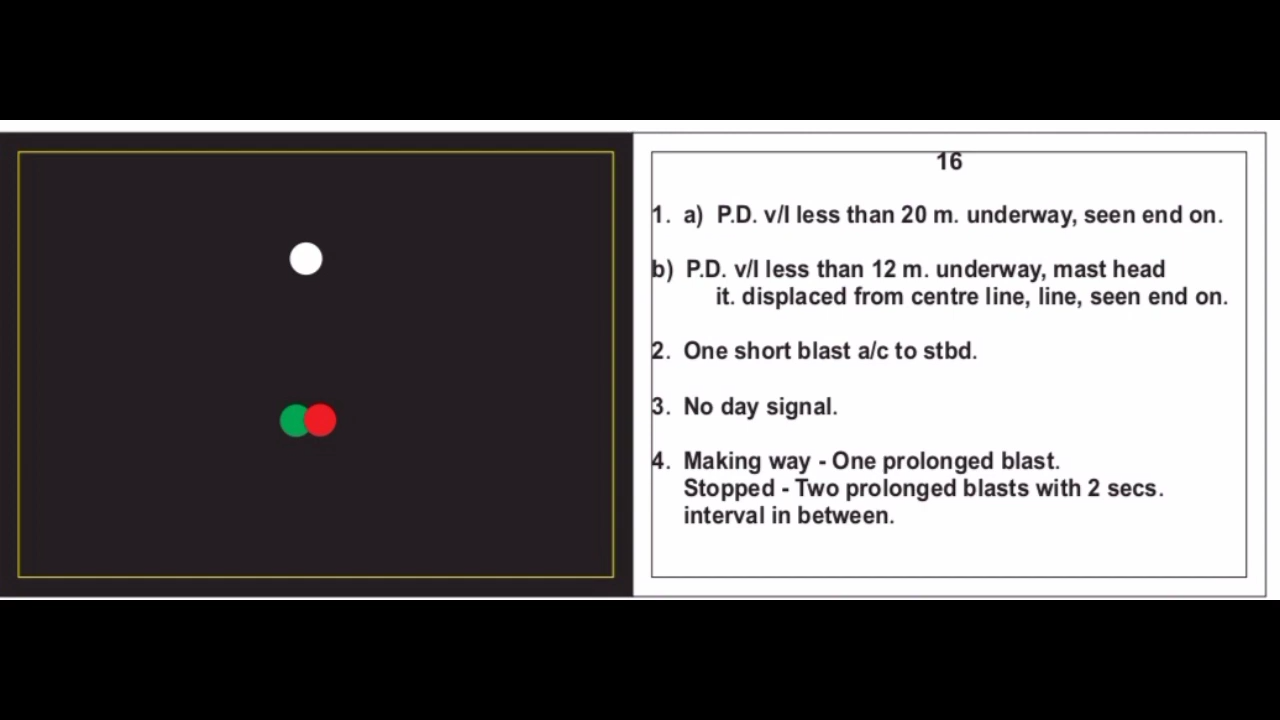 16
1. a) P.D. v/l less than 20 m. underway, seen end on.
b) P.D. v/l less than 12 m. underway, mast head
it. displaced from centre line, line, seen end on.
2. One short blast a/c to stbd.
3. No day signal.
4. Making way - One prolonged blast.
Stopped - Two prolonged blasts with 2 secs.
interval in between.